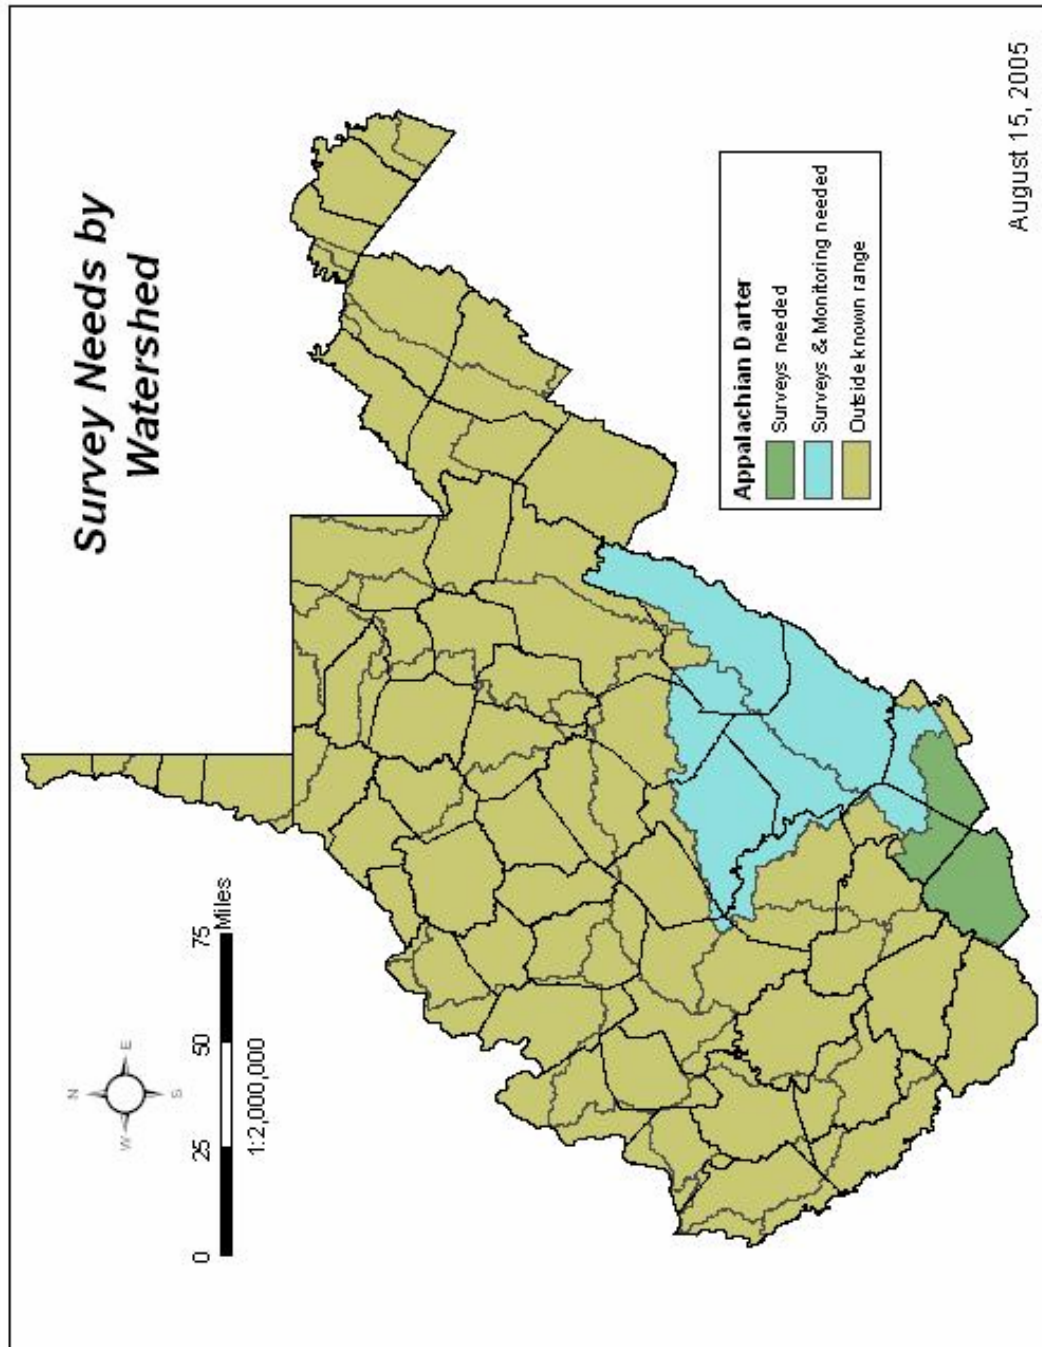 Survey Needs by
Watershed
N
W
E
S
0
25
50
75
Miles
1:2,000,000
Appalachian Darter
Surveys needed
Surveys & Monitoring needed
Outside known range
August 15, 2005